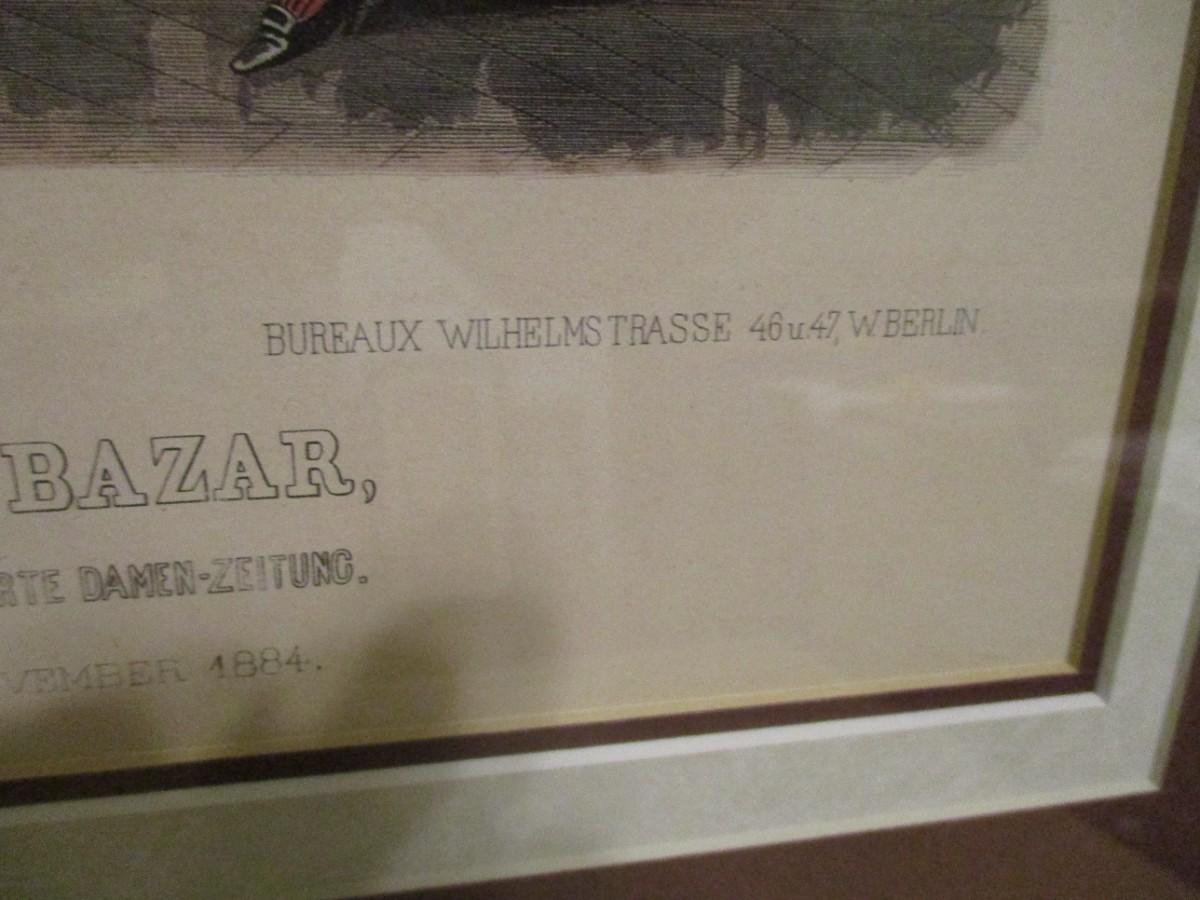 BUREAUX WILHELMSTRASSE 46 u. 47, W. BERLIN.
BAZAR,
RTE DAMEN-ZEITUNG.
VEMBER 1884.